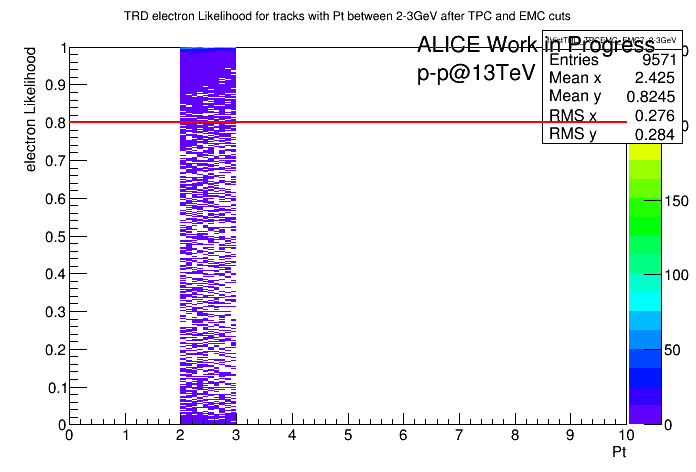 TRD electron Likelihood for tracks with Pt between 2-3GeV after TPC and EMC cuts
ALICE Work in Progress
p-p@13TeV
Entries 9571
Mean x 2.425
Mean y 0.8245
RMS x 0.276
RMS y 0.284
electron Likelihood
1
0.9
0.8
0.7
0.6
0.5
0.4
0.3
0.2
0.1
0
0 1 2 3 4 5 6 7 8 9 10
Pt
150
100
50
0